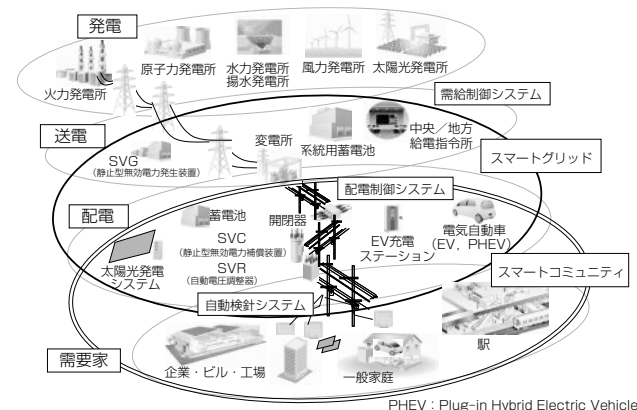 発電
火力発電所
原子力発電所
水力発電所
揚水発電所
風力発電所
太陽光発電所
需給制御システム
送電
SVG
(静止型無効電力発生装置)
変電所
系統用蓄電池
中央／地方
給電指令所
スマートグリッド
配電制御システム
配電
蓄電池
開閉器
SVC
(静止型無効電力補償装置)
SVR
(自動電圧調整器)
太陽光発電
システム
EV充電
ステーション
電気自動車
(EV，PHEV)
スマートコミュニティ
自動検針システム
需要家
企業・ビル・工場
一般家庭
駅
PHEV：Plug-in Hybrid Electric Vehicle